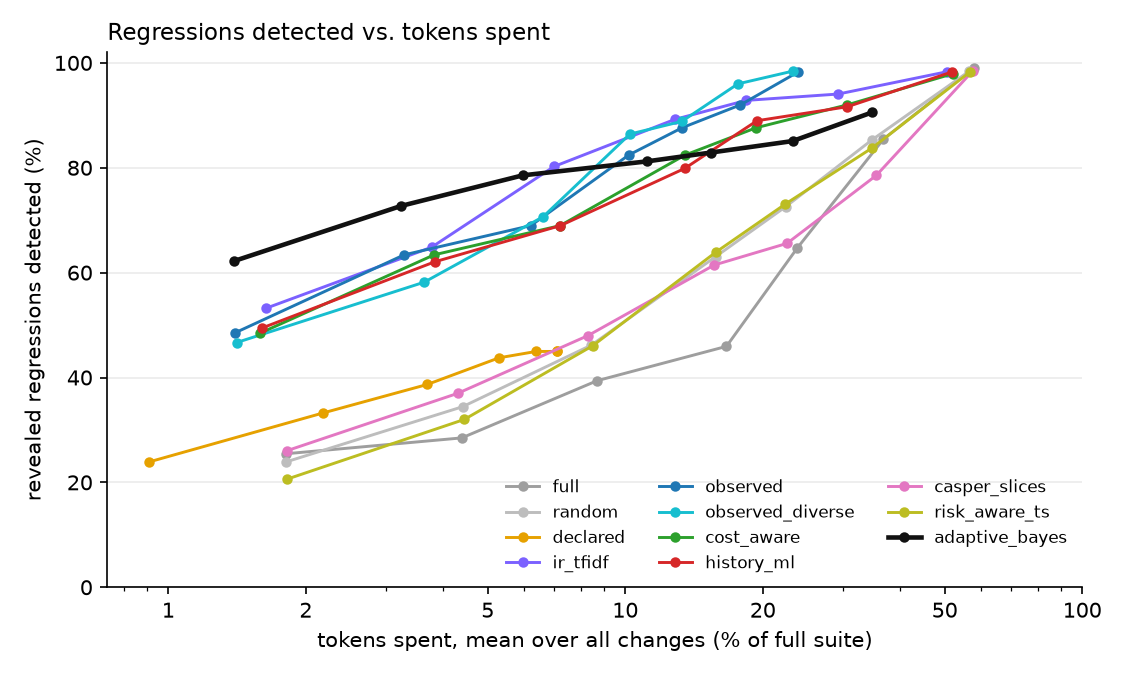 Regressions detected vs. tokens spent
revealed regressions detected (%)
100
80
60
40
20
0
full
random
declared
ir_tfidf
observed
observed_diverse
cost_aware
history_ml
casper_slices
risk_aware_ts
adaptive_bayes
1
2
5
10
20
50
100
tokens spent, mean over all changes (% of full suite)